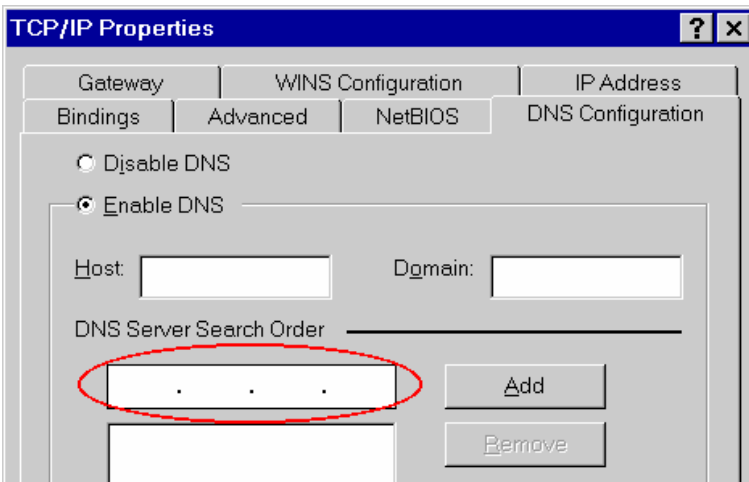 TCP/IP Properties
Gateway WINS Configuration IP Address
Bindings Advanced NetBIOS DNS Configuration
Disable DNS
Enable DNS
Host: Domain:
DNS Server Search Order
. . . Add
Remove